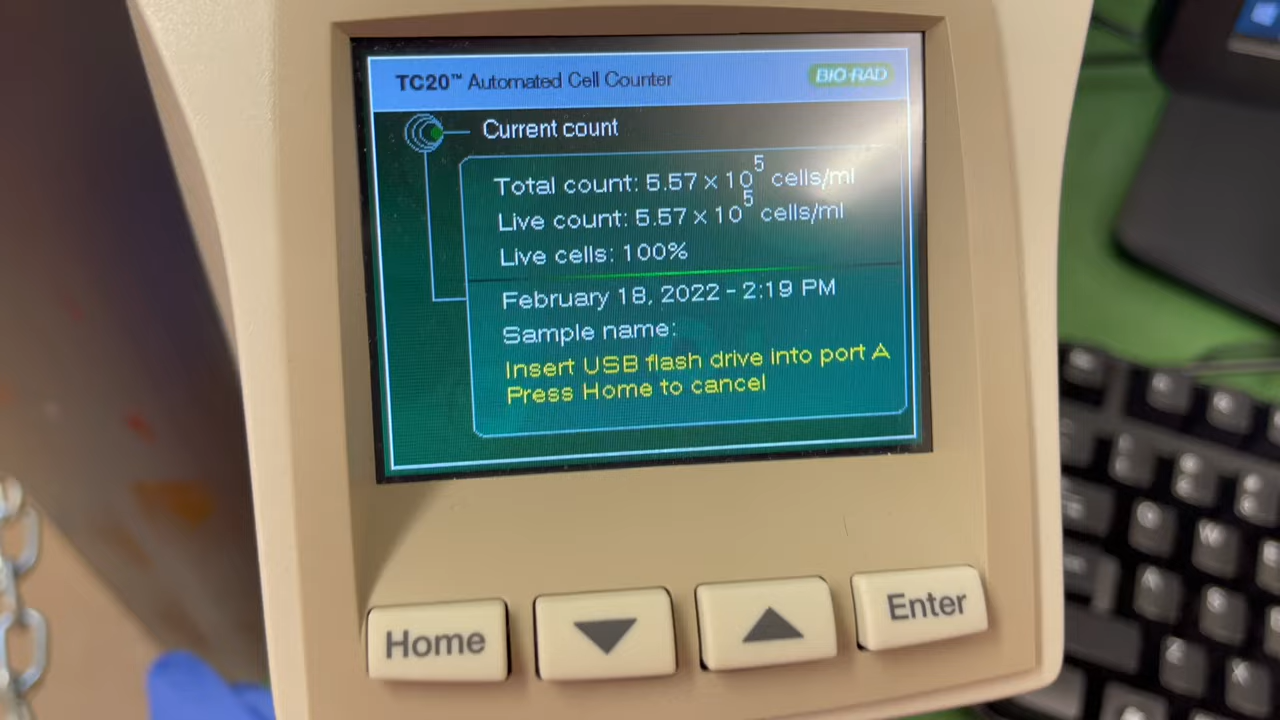 TC20™ Automated Cell Counter
BIO-RAD
Current count
Total count: 5.57 × 10⁵ cells/ml
Live count: 5.57 × 10⁵ cells/ml
Live cells: 100%
February 18, 2022 - 2:19 PM
Sample name:
Insert USB flash drive into port A
Press Home to cancel
Home
Enter